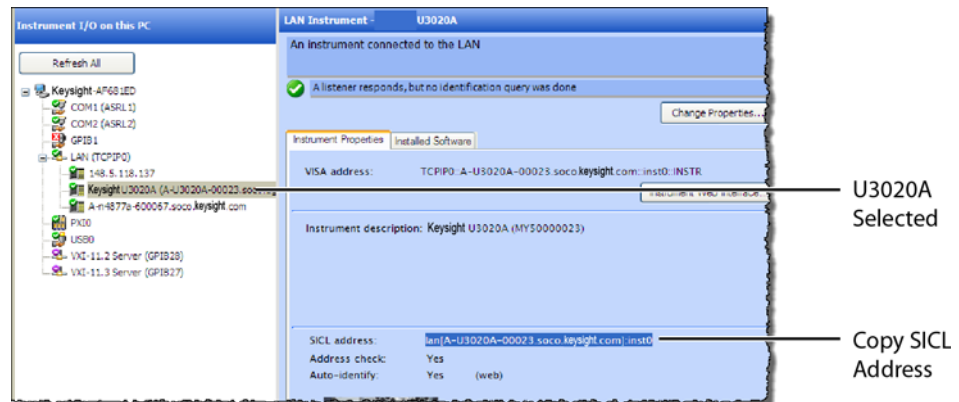 Instrument I/O on this PC
Refresh All
Keysight-AF681ED
COM1 (ASRL1)
COM2 (ASRL2)
GPIB1
LAN (TCPIP0)
148.5.118.137
Keysight U3020A (A-U3020A-00023.soc
A-n4877a-600067.soco.keysight.com
PXI0
USB0
VXI-11.2 Server (GPIB28)
VXI-11.3 Server (GPIB27)
LAN Instrument - U3020A
An instrument connected to the LAN
A listener responds, but no identification query was done
Change Properties...
Instrument Properties
Installed Software
VISA address: TCPIP0::A-U3020A-00023.soco.keysight.com::inst0::INSTR
Instrument Web Interface...
Instrument description: Keysight U3020A (MY50000023)
SICL address: lan[A-U3020A-00023.soco.keysight.com]:inst0
Address check: Yes
Auto-identify: Yes (web)
U3020A
Selected
Copy SICL
Address